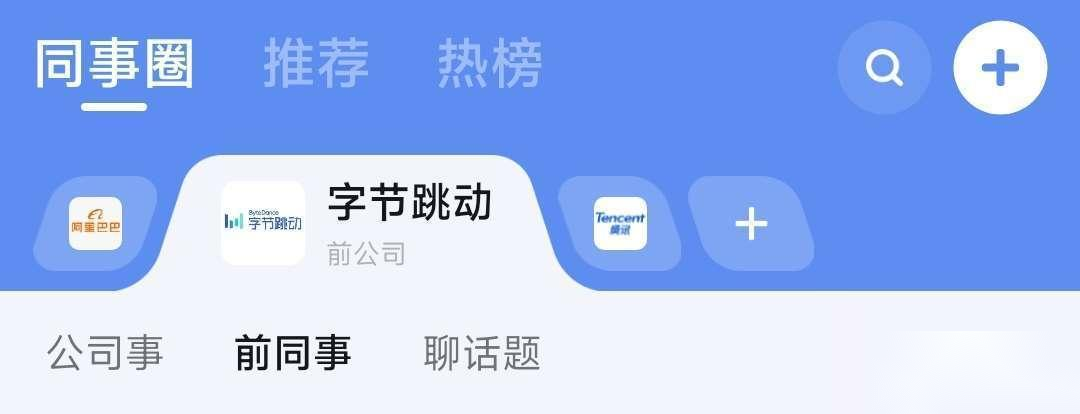 同事圈 推荐 热榜
阿里巴巴
ByteDance
字节跳动
字节跳动
前公司
Tencent
腾讯
公司事 前同事 聊话题